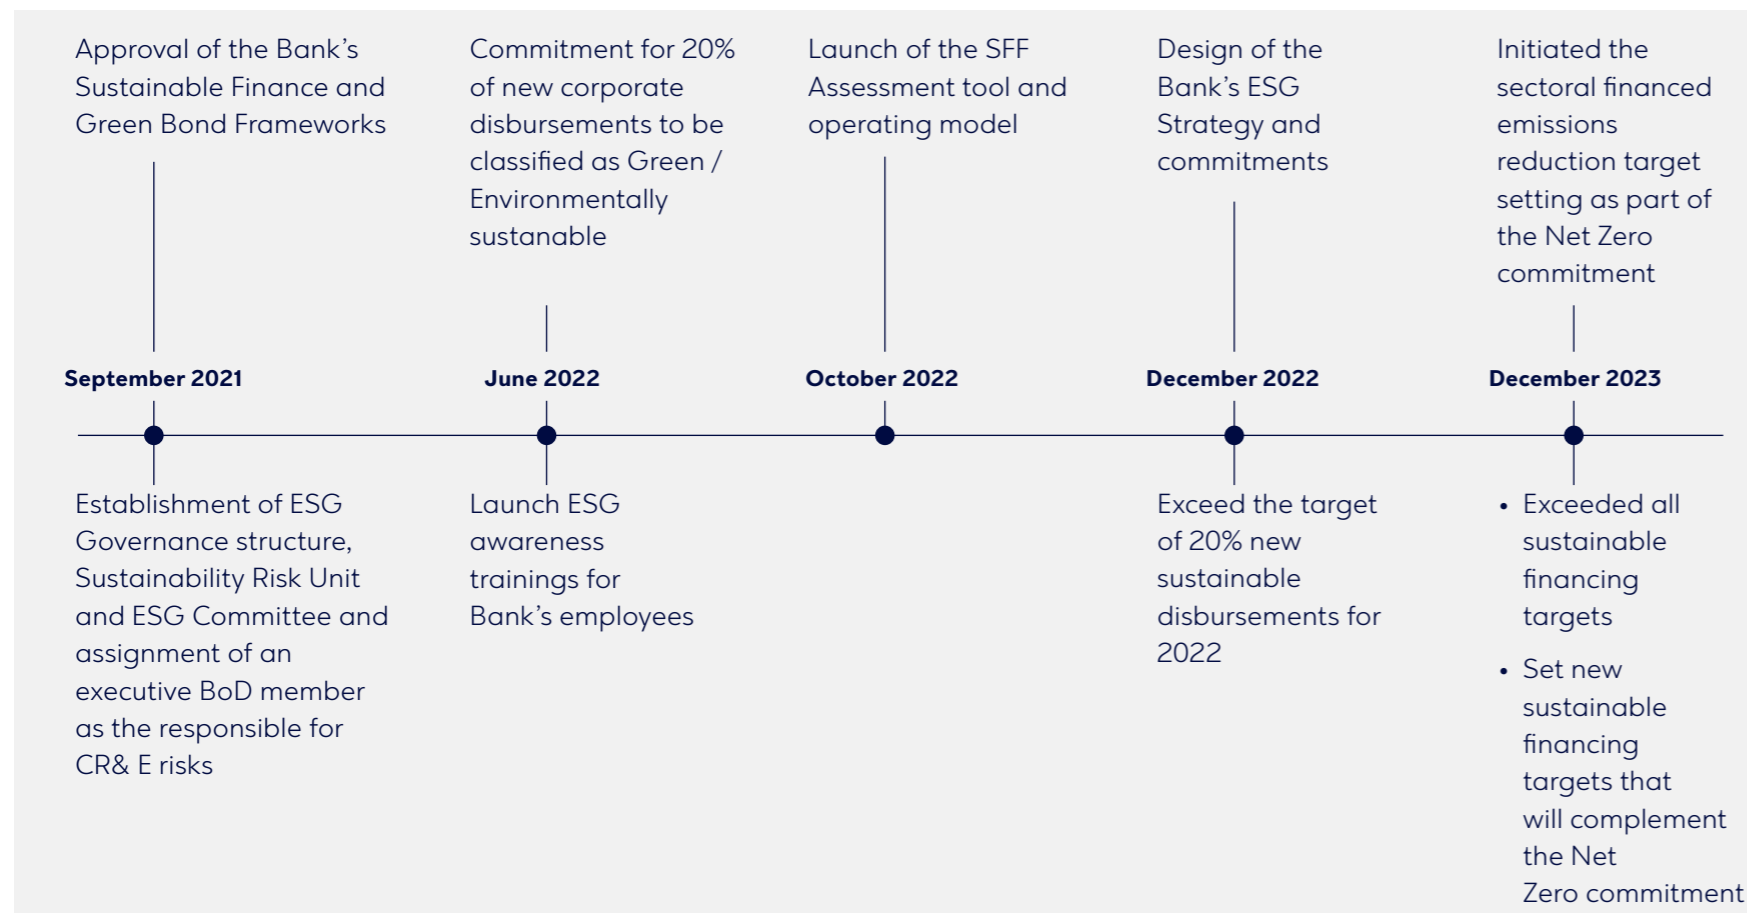 Approval of the Bank’s
Sustainable Finance and
Green Bond Frameworks
Commitment for 20%
of new corporate
disbursements to be
classified as Green /
Environmentally
sustanable
Launch of the SFF
Assessment tool and
operating model
Design of the
Bank’s ESG
Strategy and
commitments
Initiated the
sectoral financed
emissions
reduction target
setting as part of
the Net Zero
commitment
September 2021
June 2022
October 2022
December 2022
December 2023
Establishment of ESG
Governance structure,
Sustainability Risk Unit
and ESG Committee and
assignment of an
executive BoD member
as the responsible for
CR& E risks
Launch ESG
awareness
trainings for
Bank’s employees
Exceed the target
of 20% new
sustainable
disbursements for
2022
• Exceeded all
sustainable
financing
targets
• Set new
sustainable
financing
targets that
will complement
the Net
Zero commitment